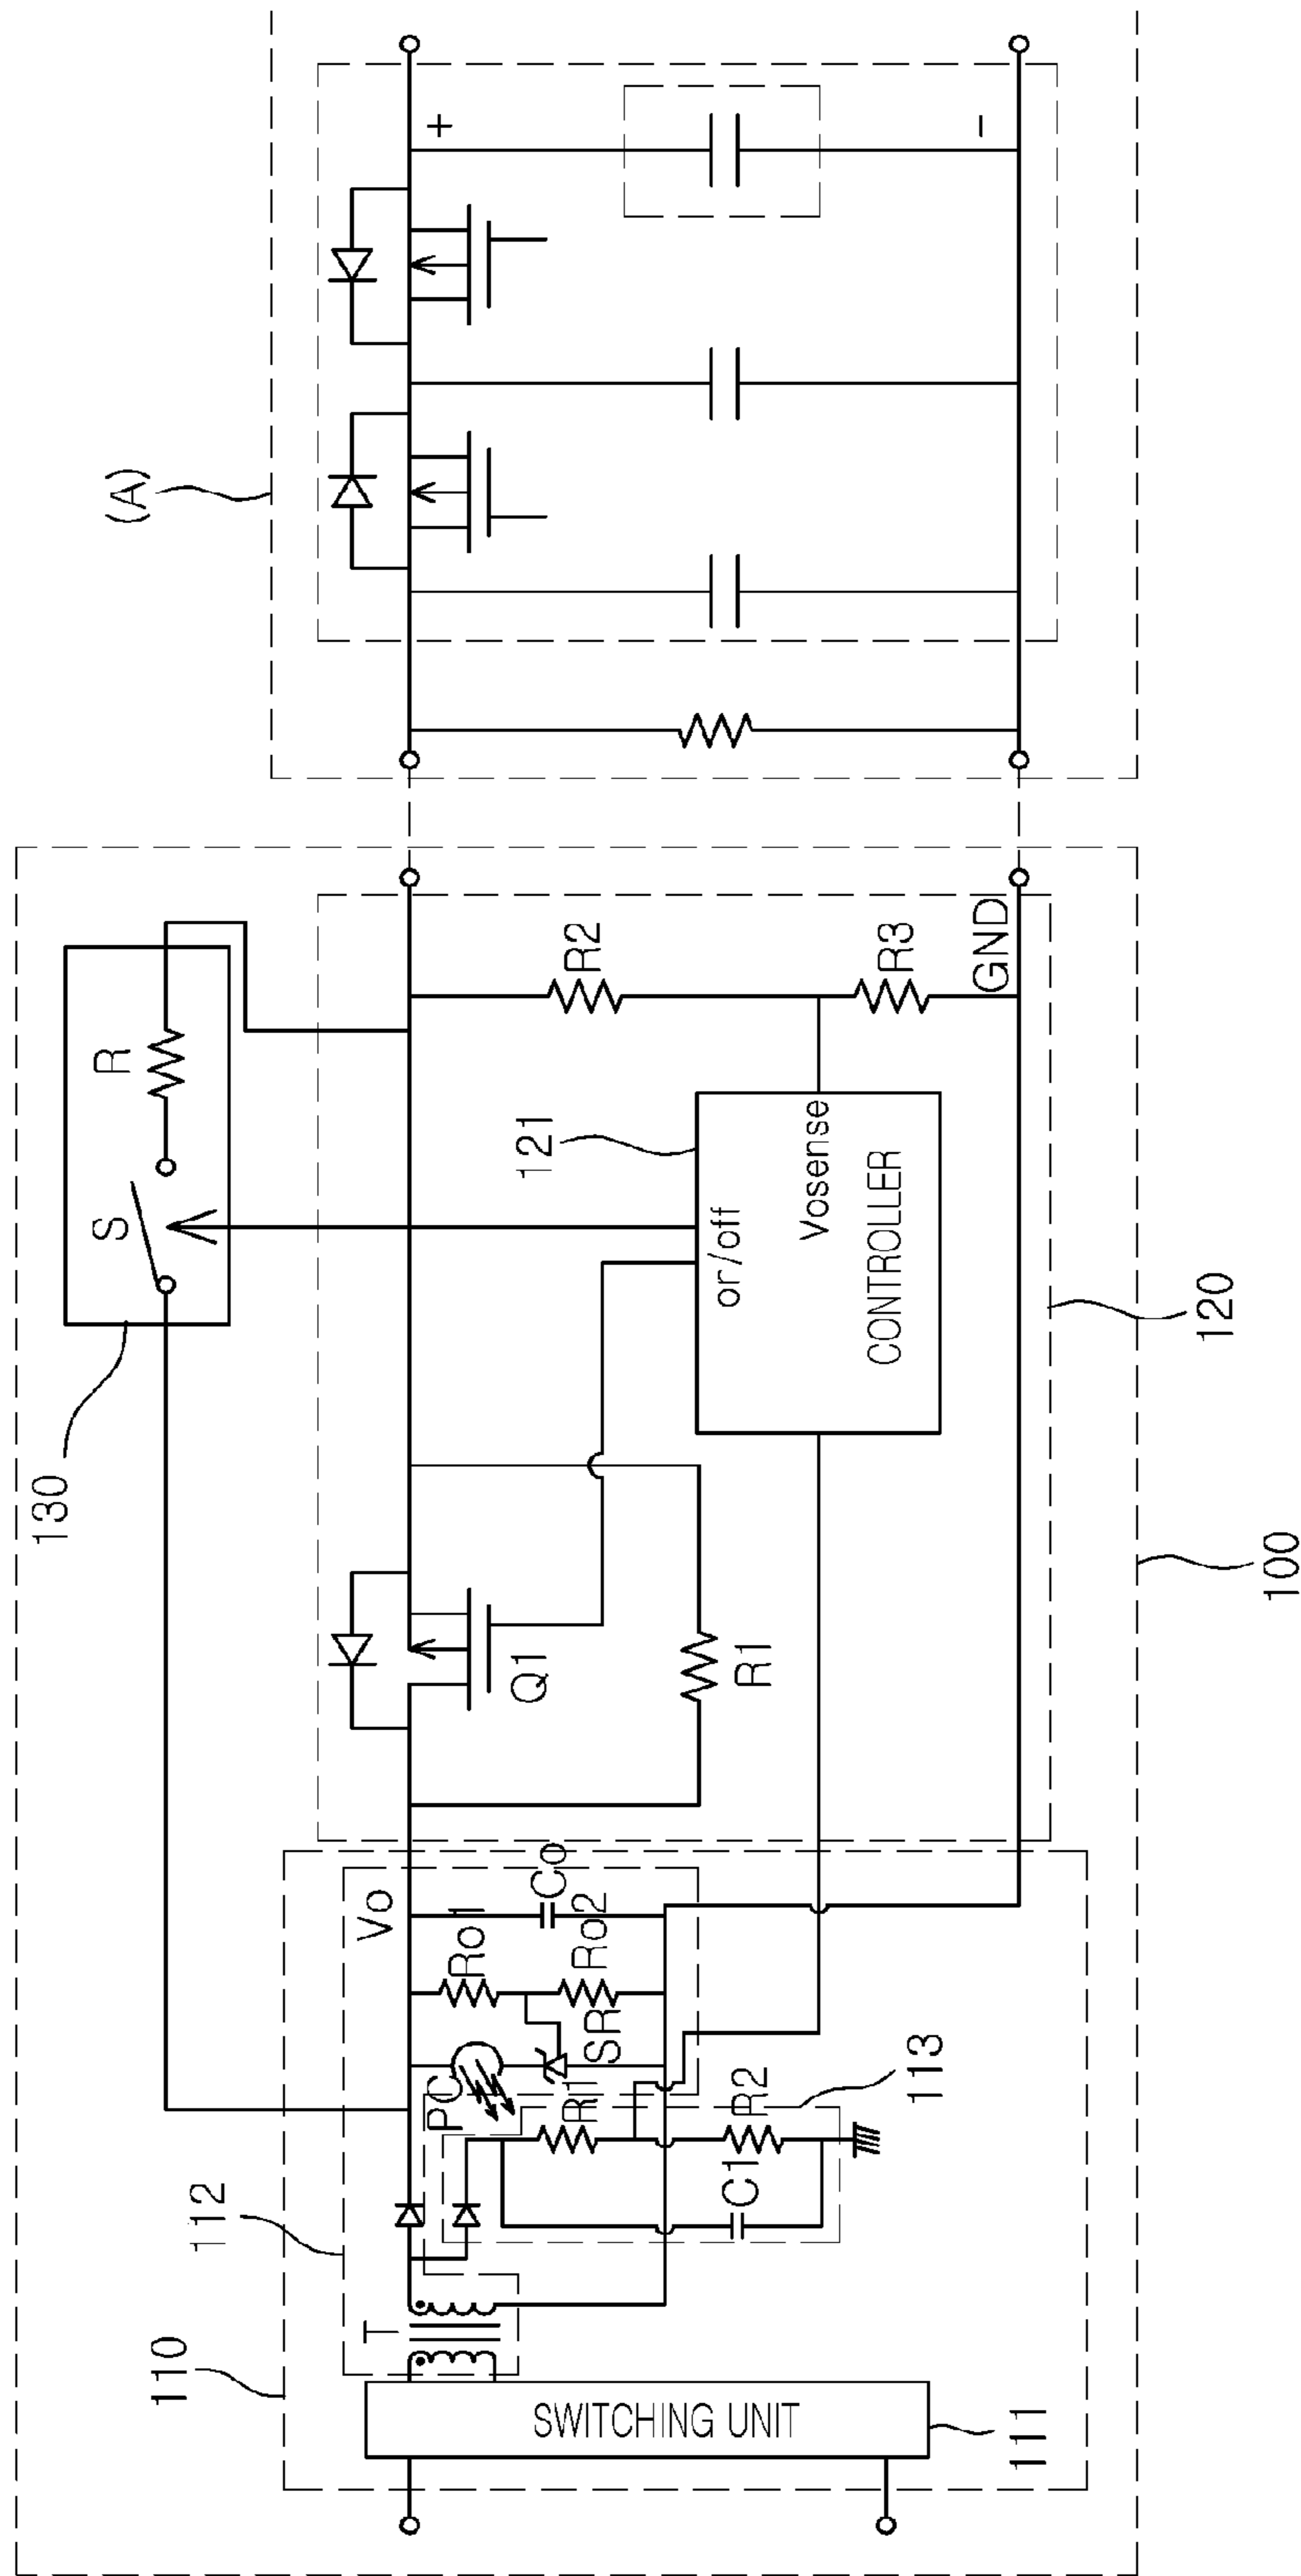 (A)
+
-
130
S
R
121
or/off
Vosense
CONTROLLER
R2
R3
GND
Q1
R1
120
100
110
112
T
Vo
PC
Ro1
Co
Ro2
SR
R1
R2
C1
113
SWITCHING UNIT
111